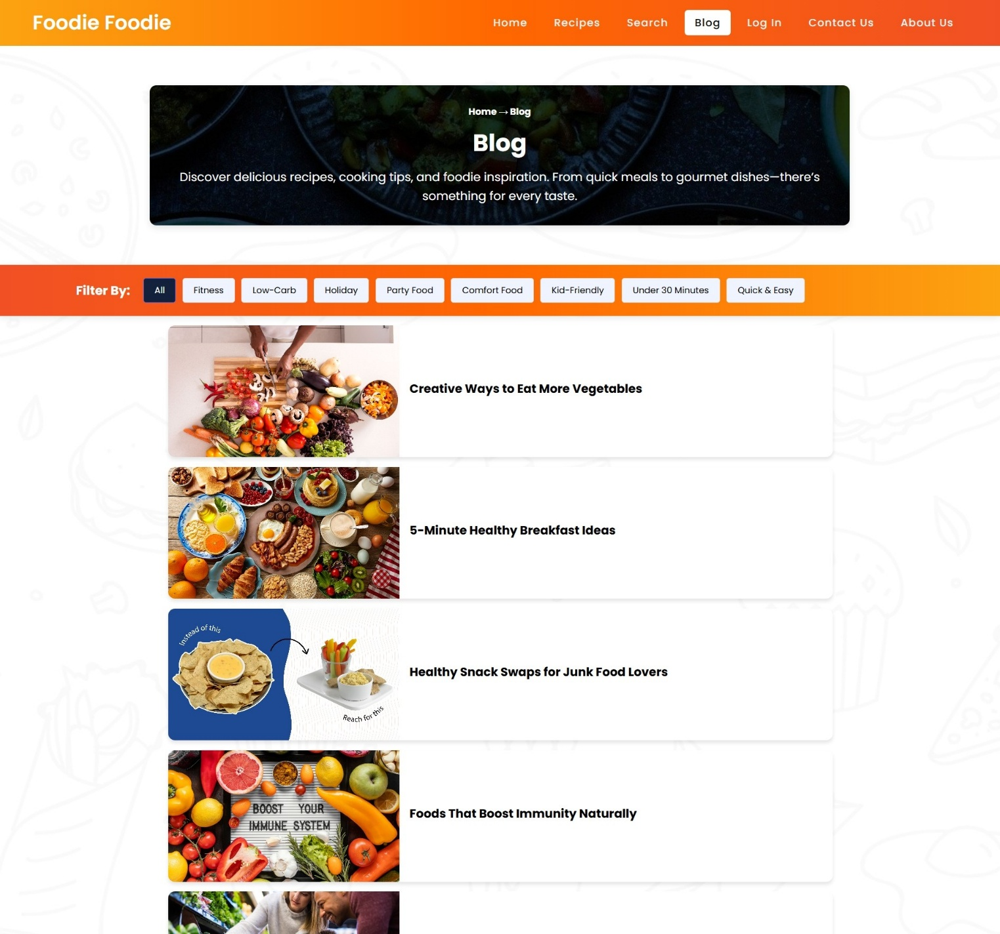 Foodie Foodie
Home Recipes Search Blog Log In Contact Us About Us
Home → Blog
Blog
Discover delicious recipes, cooking tips, and foodie inspiration. From quick meals to gourmet dishes—there’s
something for every taste.
Filter By: All Fitness Low-Carb Holiday Party Food Comfort Food Kid-Friendly Under 30 Minutes Quick & Easy
Creative Ways to Eat More Vegetables
5-Minute Healthy Breakfast Ideas
Instead of this
Healthy Snack Swaps for Junk Food Lovers
Reach for this
BOOST YOUR
IMMUNE SYSTEM
Foods That Boost Immunity Naturally